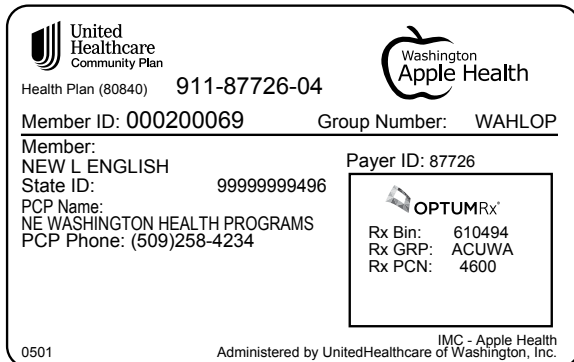 United
Healthcare
Community Plan
Washington
Apple Health
Health Plan (80840) 911-87726-04
Member ID: 000200069 Group Number: WAHLOP
Member:
NEW L ENGLISH
State ID: 99999999496
PCP Name:
NE WASHINGTON HEALTH PROGRAMS
PCP Phone: (509)258-4234
Payer ID: 87726
OPTUMRx®
Rx Bin: 610494
Rx GRP: ACUWA
Rx PCN: 4600
IMC - Apple Health
0501 Administered by UnitedHealthcare of Washington, Inc.